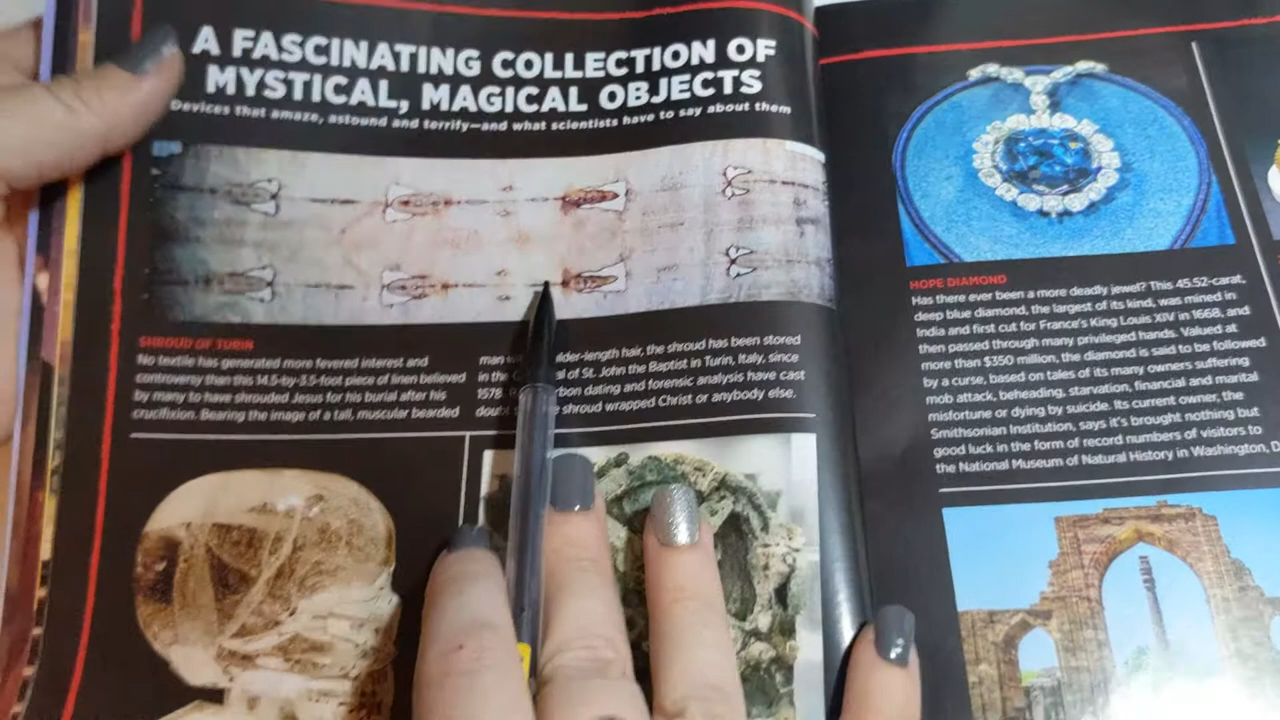 A FASCINATING COLLECTION OF
MYSTICAL, MAGICAL OBJECTS
Devices that amaze, astound and terrify—and what scientists have to say about them
SHROUD OF TURIN
No textile has generated more fevered interest and
controversy than this 14.5-by-3.5-foot piece of linen believed
by many to have shrouded Jesus for his burial after his
crucifixion. Bearing the image of a tall, muscular bearded
man lder-length hair, the shroud has been stored
in the al of St. John the Baptist in Turin, Italy, since
1578. bon dating and forensic analysis have cast
doubt shroud wrapped Christ or anybody else.
HOPE DIAMOND
Has there ever been a more deadly jewel? This 45.52-carat,
deep blue diamond, the largest of its kind, was mined in
India and first cut for France's King Louis XIV in 1668, and
then passed through many privileged hands. Valued at
more than $350 million, the diamond is said to be followed
by a curse, based on tales of its many owners suffering
mob attack, beheading, starvation, financial and marital
misfortune or dying by suicide. Its current owner, the
Smithsonian Institution, says it's brought nothing but
good luck in the form of record numbers of visitors to
the National Museum of Natural History in Washington, D